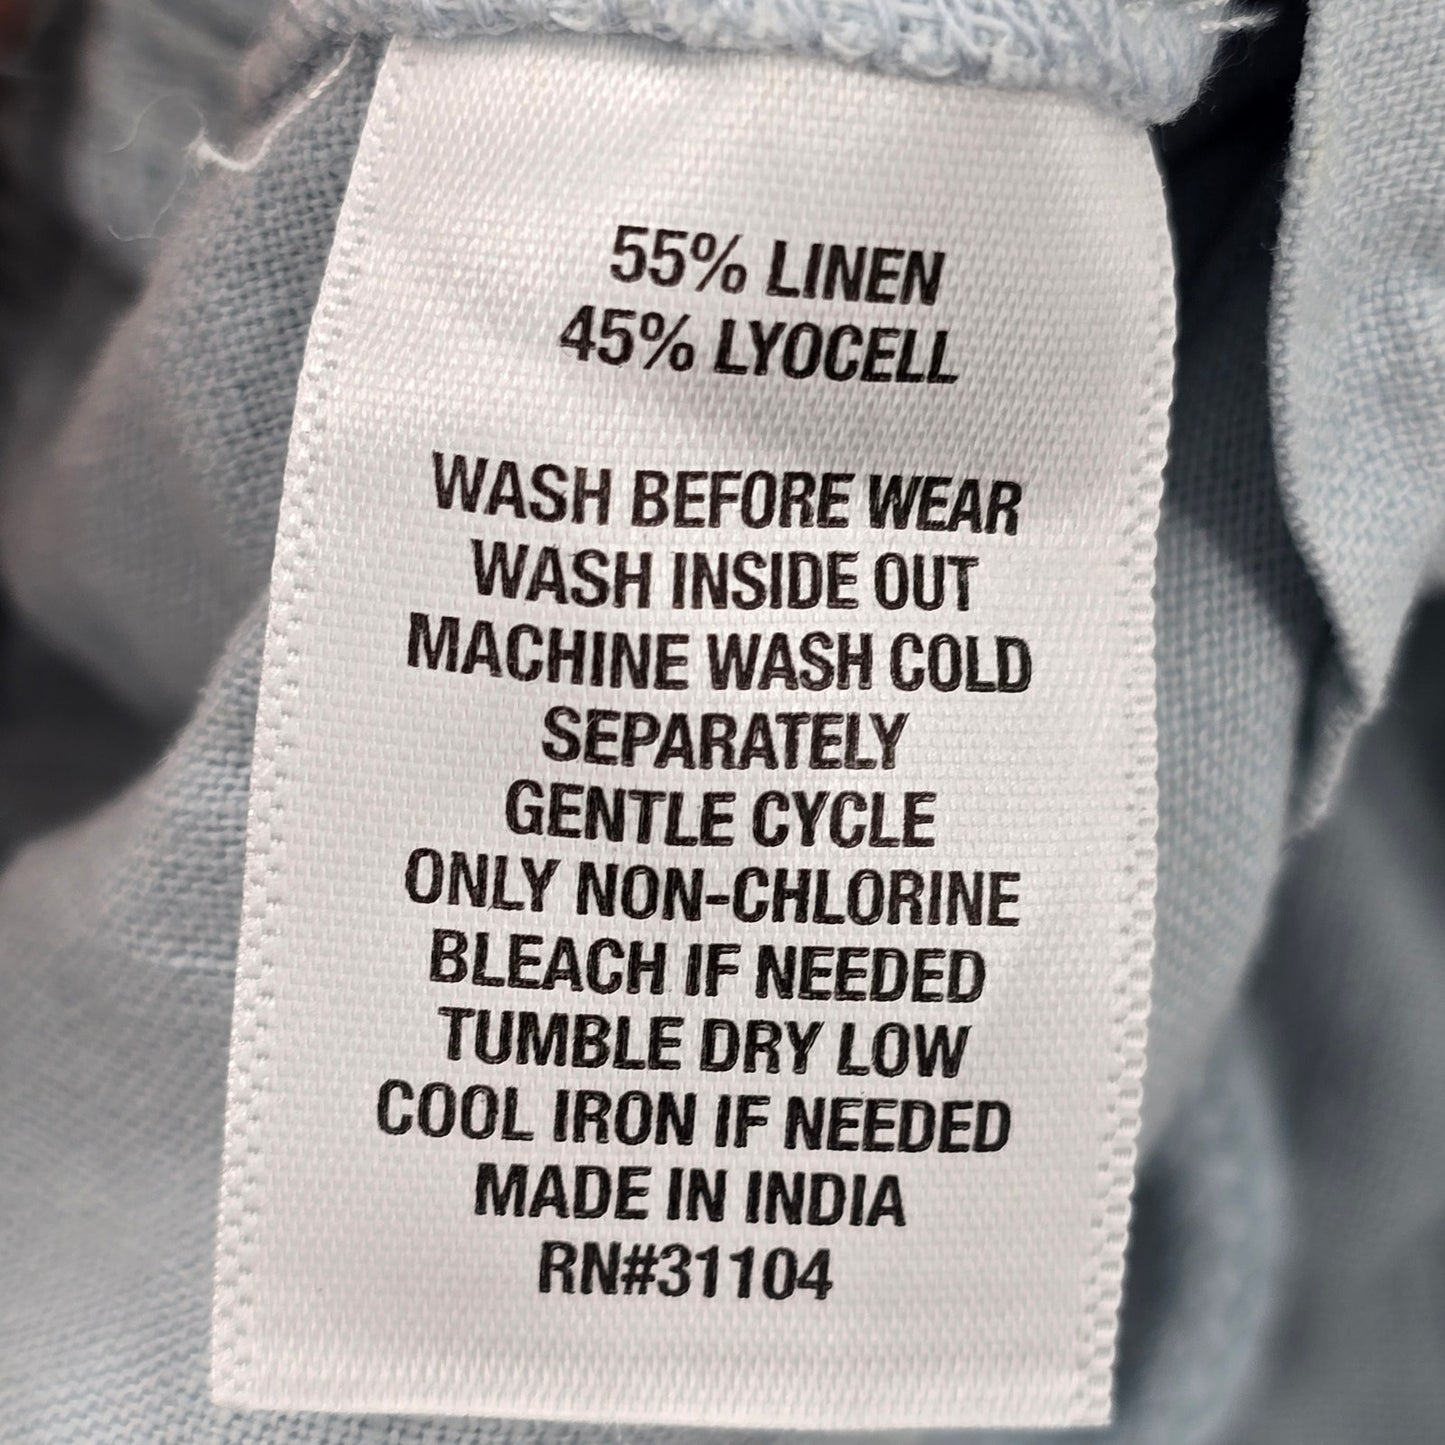 55% LINEN
45% LYOCELL
WASH BEFORE WEAR
WASH INSIDE OUT
MACHINE WASH COLD
SEPARATELY
GENTLE CYCLE
ONLY NON-CHLORINE
BLEACH IF NEEDED
TUMBLE DRY LOW
COOL IRON IF NEEDED
MADE IN INDIA
RN#31104